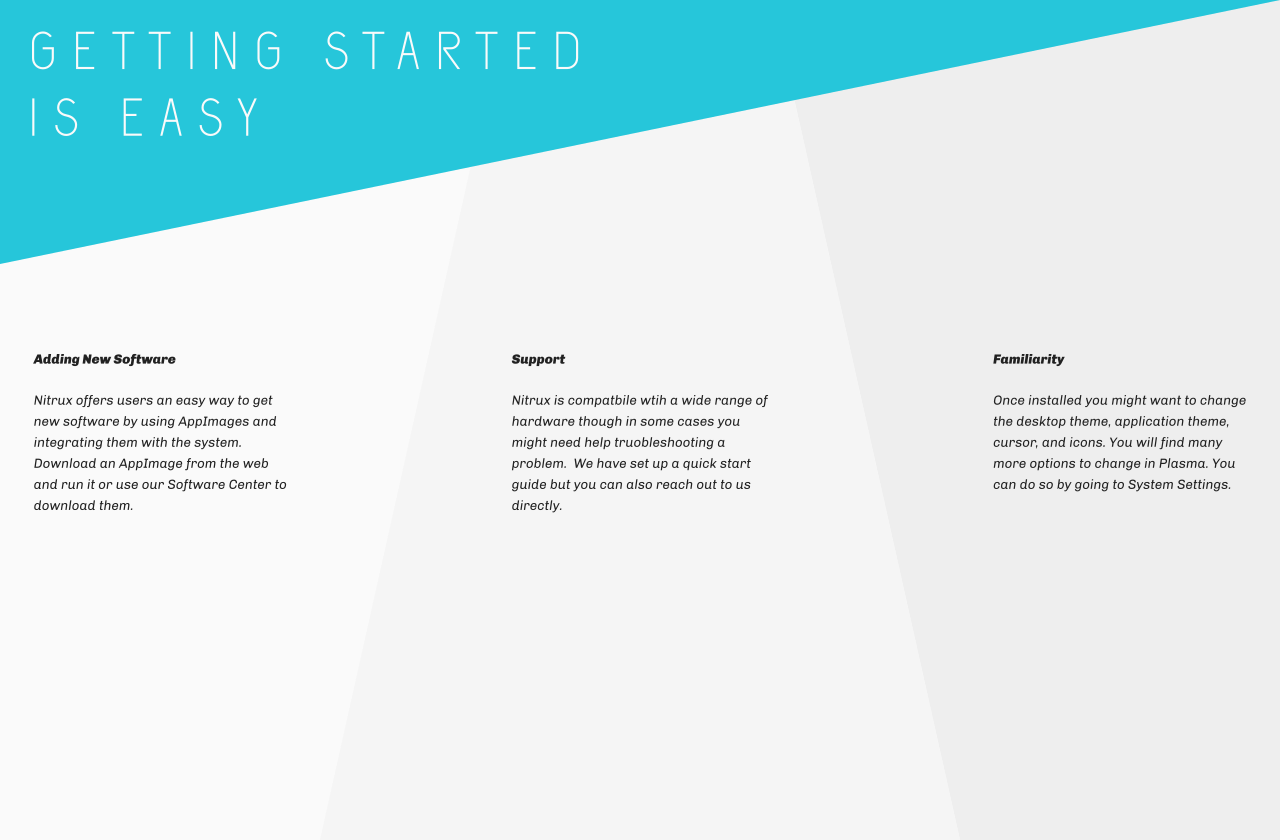 GETTING STARTED
IS EASY
Adding New Software
Nitrux offers users an easy way to get
new software by using AppImages and
integrating them with the system.
Download an AppImage from the web
and run it or use our Software Center to
download them.
Support
Nitrux is compatbile wtih a wide range of
hardware though in some cases you
might need help truobleshooting a
problem.  We have set up a quick start
guide but you can also reach out to us
directly.
Familiarity
Once installed you might want to change
the desktop theme, application theme,
cursor, and icons. You will find many
more options to change in Plasma. You
can do so by going to System Settings.